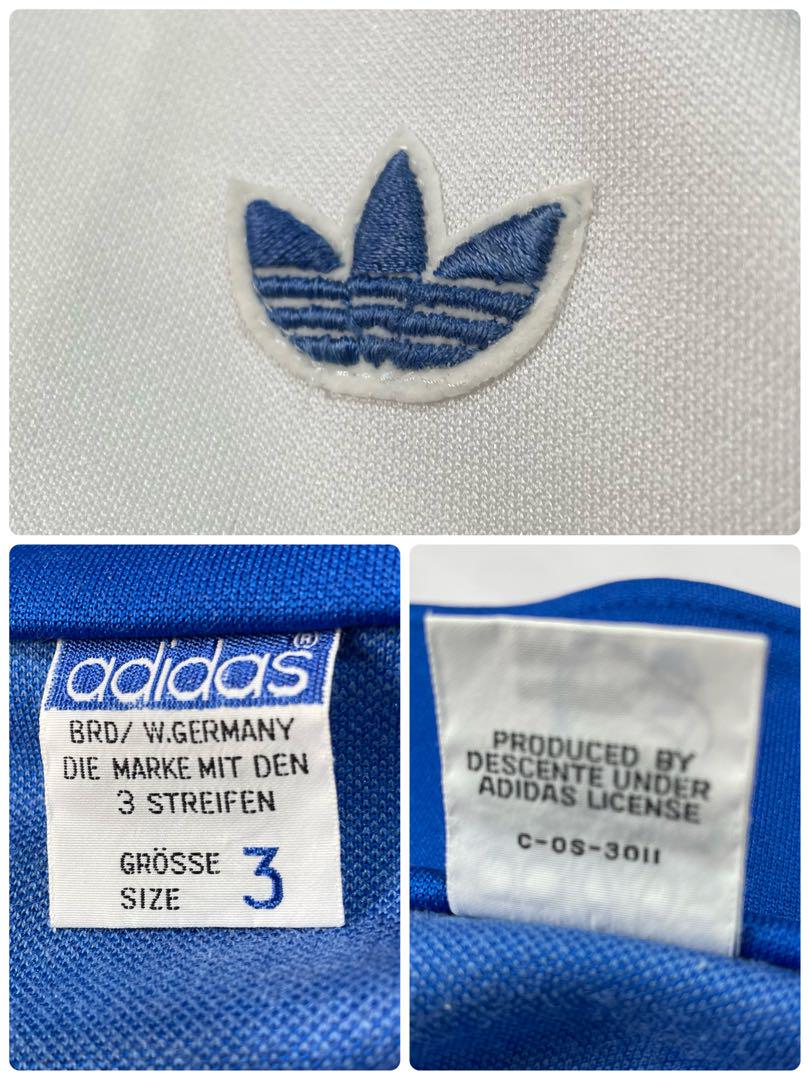 adidas®
BRD/ W.GERMANY
DIE MARKE MIT DEN
3 STREIFEN
GRÖSSE
SIZE 3
PRODUCED BY
DESCENTE UNDER
ADIDAS LICENSE
C-OS-3011